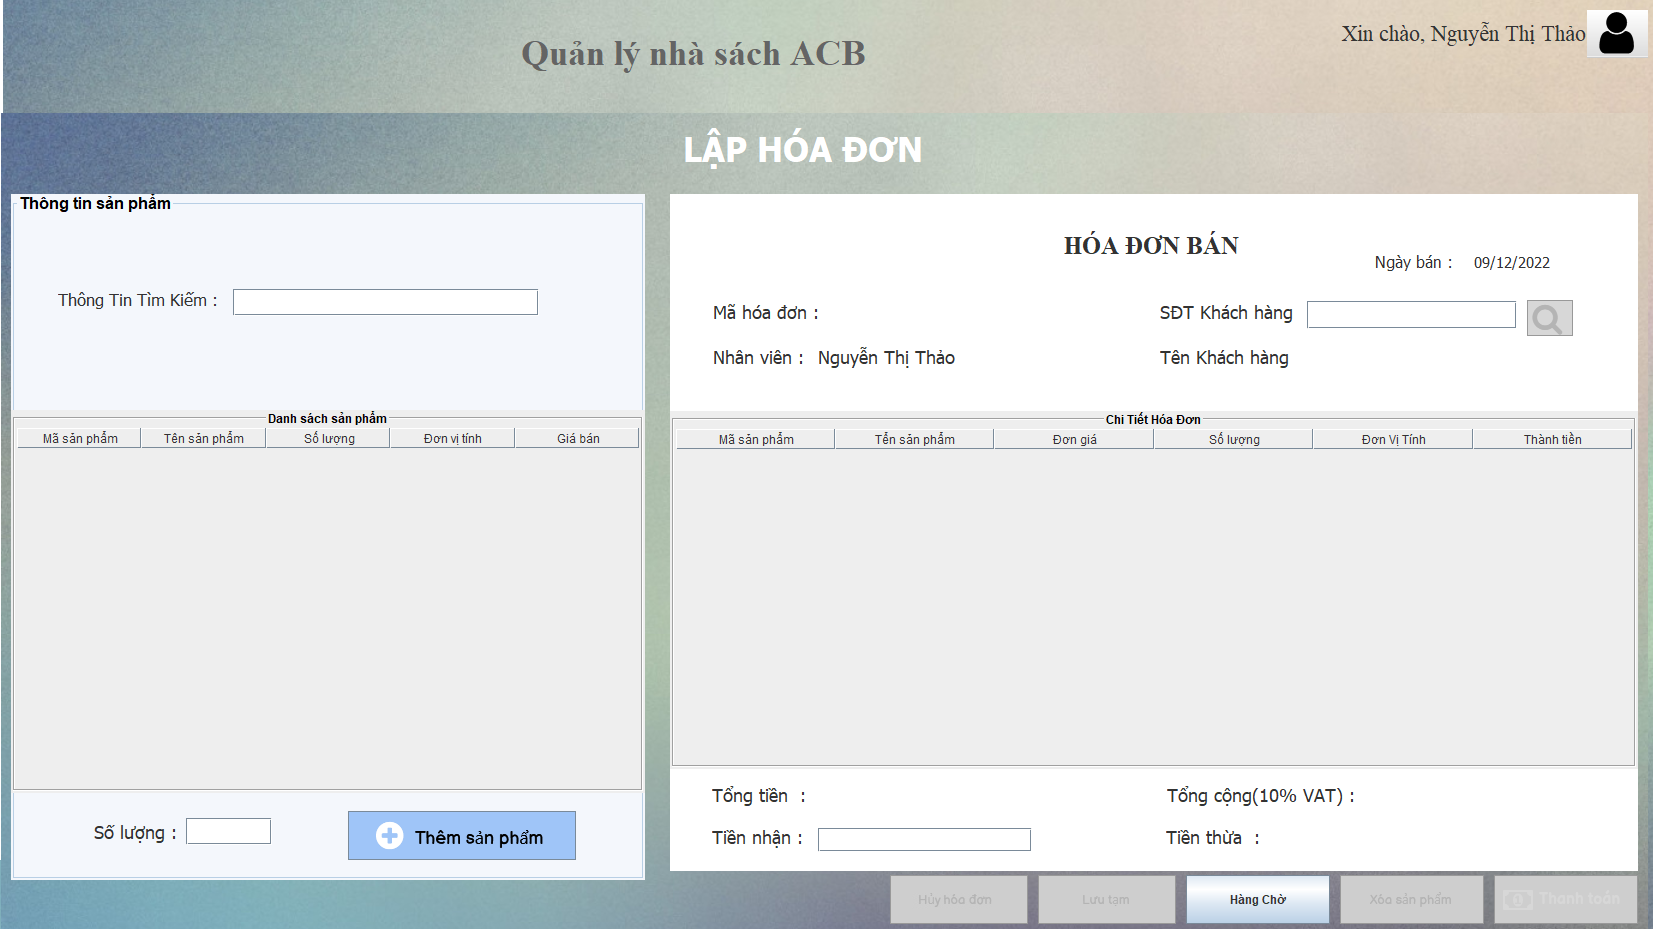 Quản lý nhà sách ACB
Xin chào, Nguyễn Thị Thảo
LẬP HÓA ĐƠN
Thông tin sản phẩm
Thông Tin Tìm Kiếm :
Danh sách sản phẩm
Mã sản phẩm Tên sản phẩm Số lượng Đơn vị tính Giá bán
Số lượng :
Thêm sản phẩm
HÓA ĐƠN BÁN
Ngày bán : 09/12/2022
Mã hóa đơn :
SĐT Khách hàng
Nhân viên : Nguyễn Thị Thảo
Tên Khách hàng
Chi Tiết Hóa Đơn
Mã sản phẩm Tển sản phẩm Đơn giá Số lượng Đơn Vị Tính Thành tiền
Tổng tiền :
Tổng cộng(10% VAT) :
Tiền nhận :
Tiền thừa :
Hủy hóa đơn Lưu tạm Hàng Chờ Xóa sản phẩm Thanh toán